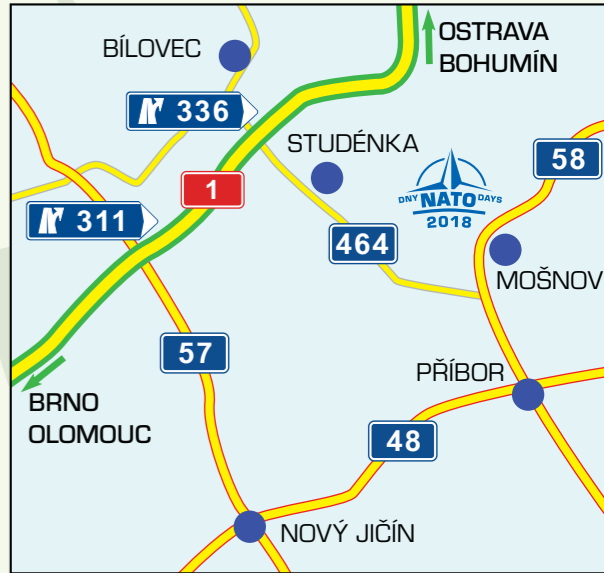 OSTRAVA
BOHUMÍN
BÍLOVEC
336
STUDÉNKA
58
1
DNY NATO DAYS
2018
311
464
MOŠNOV
57
PŘÍBOR
BRNO
OLOMOUC
48
NOVÝ JIČÍN